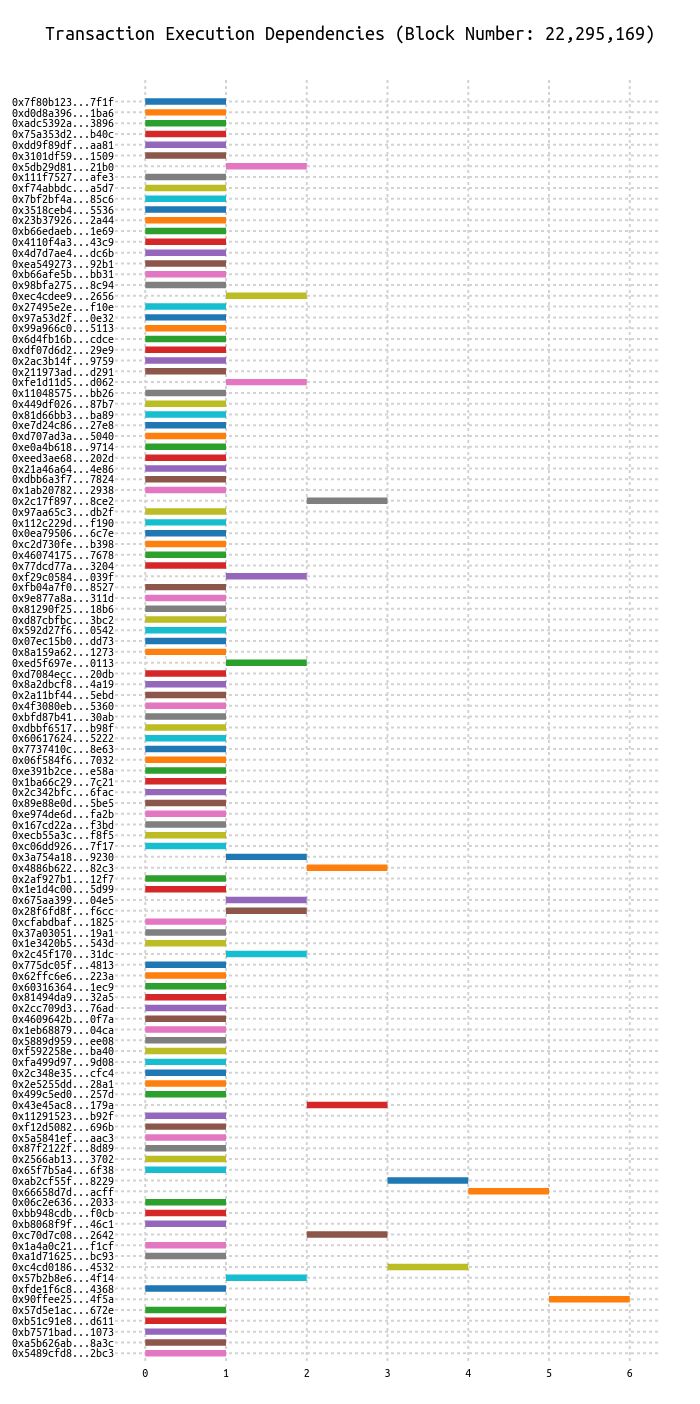 Transaction Execution Dependencies (Block Number: 22,295,169)
0x7f80b123...7f1f
0xd0d8a396...1ba6
0xadc5392a...3896
0x75a353d2...b40c
0xdd9f89df...aa81
0x3101df59...1509
0x5db29d81...21b0
0x111f7527...afe3
0xf74abbdc...a5d7
0x7bf2bf4a...85c6
0x3518ceb4...5536
0x23b37926...2a44
0xb66edaeb...1e69
0x4110f4a3...43c9
0x4d7d7ae4...dc6b
0xea549273...92b1
0xb66afe5b...bb31
0x98bfa275...8c94
0xec4cdee9...2656
0x27495e2e...f10e
0x97a53d2f...0e32
0x99a966c0...5113
0x6d4fb16b...cdce
0xdf07d6d2...29e9
0x2ac3b14f...9759
0x211973ad...d291
0xfe1d11d5...d062
0x11048575...bb26
0x449df026...87b7
0x81d66bb3...ba89
0xe7d24c86...27e8
0xd707ad3a...5040
0xe0a4b618...9714
0xeed3ae68...202d
0x21a46a64...4e86
0xdbb6a3f7...7824
0x1ab20782...2938
0x2c17f897...8ce2
0x97aa65c3...db2f
0x112c229d...f190
0x0ea79506...6c7e
0xc2d730fe...b398
0x46074175...7678
0x77dcd77a...3204
0xf29c0584...039f
0xfb04a7f0...8527
0x9e877a8a...311d
0x81290f25...18b6
0xd87cbfbc...3bc2
0x592d27f6...0542
0x07ec15b0...dd73
0x8a159a62...1273
0xed5f697e...0113
0xd7084ecc...20db
0x8a2dbcf8...4a19
0x2a11bf44...5ebd
0x4f3080eb...5360
0xbfd87b41...30ab
0xdbbf6517...b98f
0x60617624...5222
0x7737410c...8e63
0x06f584f6...7032
0xe391b2ce...e58a
0x1ba66c29...7c21
0x2c342bfc...6fac
0x89e88e0d...5be5
0xe974de6d...fa2b
0x167cd22a...f3bd
0xecb55a3c...f8f5
0xc06dd926...7f17
0x3a754a18...9230
0x4886b622...82c3
0x2af927b1...12f7
0x1e1d4c00...5d99
0x675aa399...04e5
0x28f6fd8f...f6cc
0xcfabdbaf...1825
0x37a03051...19a1
0x1e3420b5...543d
0x2c45f170...31dc
0x775dc05f...4813
0x62ffc6e6...223a
0x60316364...1ec9
0x81494da9...32a5
0x2cc709d3...76ad
0x4609642b...0f7a
0x1eb68879...04ca
0x5889d959...ee08
0xf592258e...ba40
0xfa499d97...9d08
0x2c348e35...cfc4
0x2e5255dd...28a1
0x499c5ed0...257d
0x43e45ac8...179a
0x11291523...b92f
0xf12d5082...696b
0x5a5841ef...aac3
0x87f2122f...8d89
0x2566ab13...3702
0x65f7b5a4...6f38
0xab2cf55f...8229
0x66658d7d...acff
0x06c2e636...2033
0xbb948cdb...f0cb
0xb8068f9f...46c1
0xc70d7c08...2642
0x1a4a0c21...f1cf
0xa1d71625...bc93
0xc4cd0186...4532
0x57b2b8e6...4f14
0xfde1f6c8...4368
0x90ffee25...4f5a
0x57d5e1ac...672e
0xb51c91e8...d611
0xb7571bad...1073
0xa5b626ab...8a3c
0x5489cfd8...2bc3
0 1 2 3 4 5 6